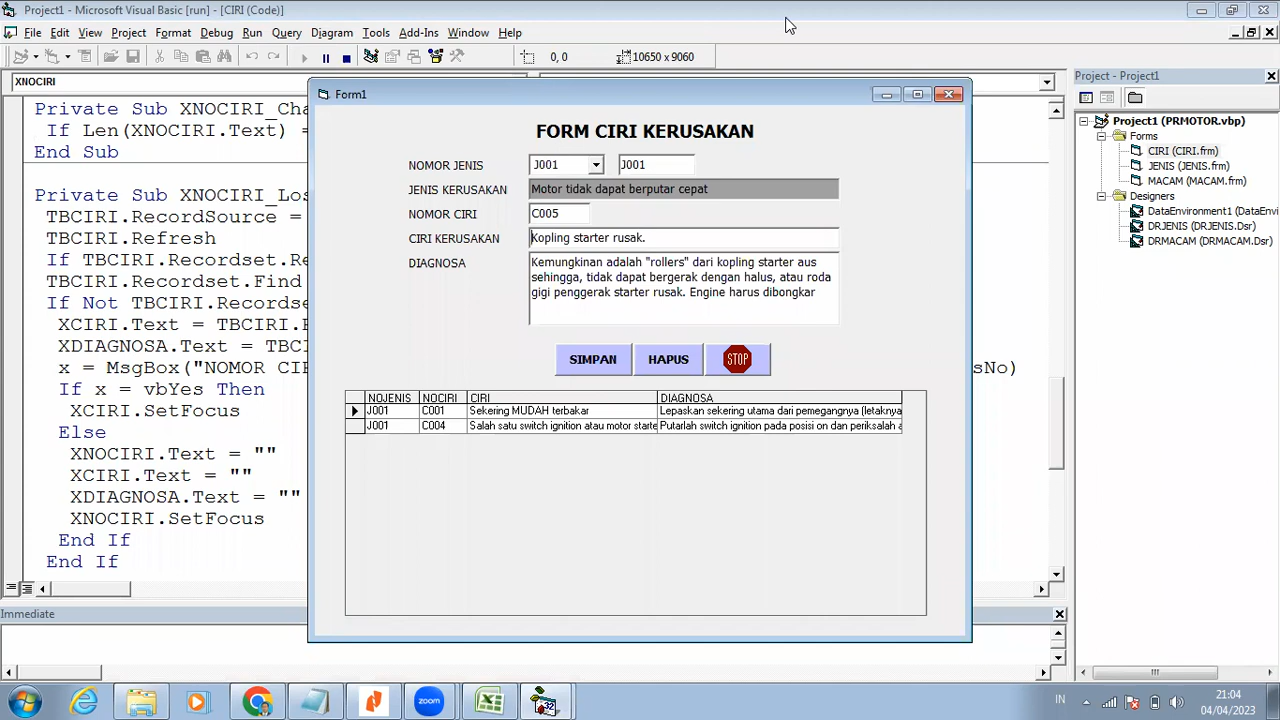 Project1 - Microsoft Visual Basic [run] - [CIRI (Code)]
File Edit View Project Format Debug Run Query Diagram Tools Add-Ins Window Help
0, 0 10650 x 9060
XNOCIRI
Private Sub XNOCIRI_Cha
If Len(XNOCIRI.Text) =
End Sub
Private Sub XNOCIRI_Los
TBCIRI.RecordSource =
TBCIRI.Refresh
If TBCIRI.Recordset.Re
TBCIRI.Recordset.Find
If Not TBCIRI.Recordse
XCIRI.Text = TBCIRI.R
XDIAGNOSA.Text = TBC
x = MsgBox("NOMOR CIR
esNo)
If x = vbYes Then
XCIRI.SetFocus
Else
XNOCIRI.Text = ""
XCIRI.Text = ""
XDIAGNOSA.Text = ""
XNOCIRI.SetFocus
End If
End If
Immediate
Form1
FORM CIRI KERUSAKAN
NOMOR JENIS J001 J001
JENIS KERUSAKAN Motor tidak dapat berputar cepat
NOMOR CIRI C005
CIRI KERUSAKAN Kopling starter rusak.
DIAGNOSA Kemungkinan adalah "rollers" dari kopling starter aus
sehingga, tidak dapat bergerak dengan halus, atau roda
gigi penggerak starter rusak. Engine harus dibongkar
SIMPAN HAPUS STOP
NOJENIS NOCIRI CIRI DIAGNOSA
J001 C001 Sekering MUDAH terbakar Lepaskan sekering utama dari pemegangnya (letaknya
J001 C004 Salah satu switch ignition atau motor starte Putarlah switch ignition pada posisi on dan periksalah a
Project - Project1
Project1 (PRMOTOR.vbp)
Forms
CIRI (CIRI.frm)
JENIS (JENIS.frm)
MACAM (MACAM.frm)
Designers
DataEnvironment1 (DataEnvi
DRJENIS (DRJENIS.Dsr)
DRMACAM (DRMACAM.Dsr)
zoom
IN
21:04
04/04/2023